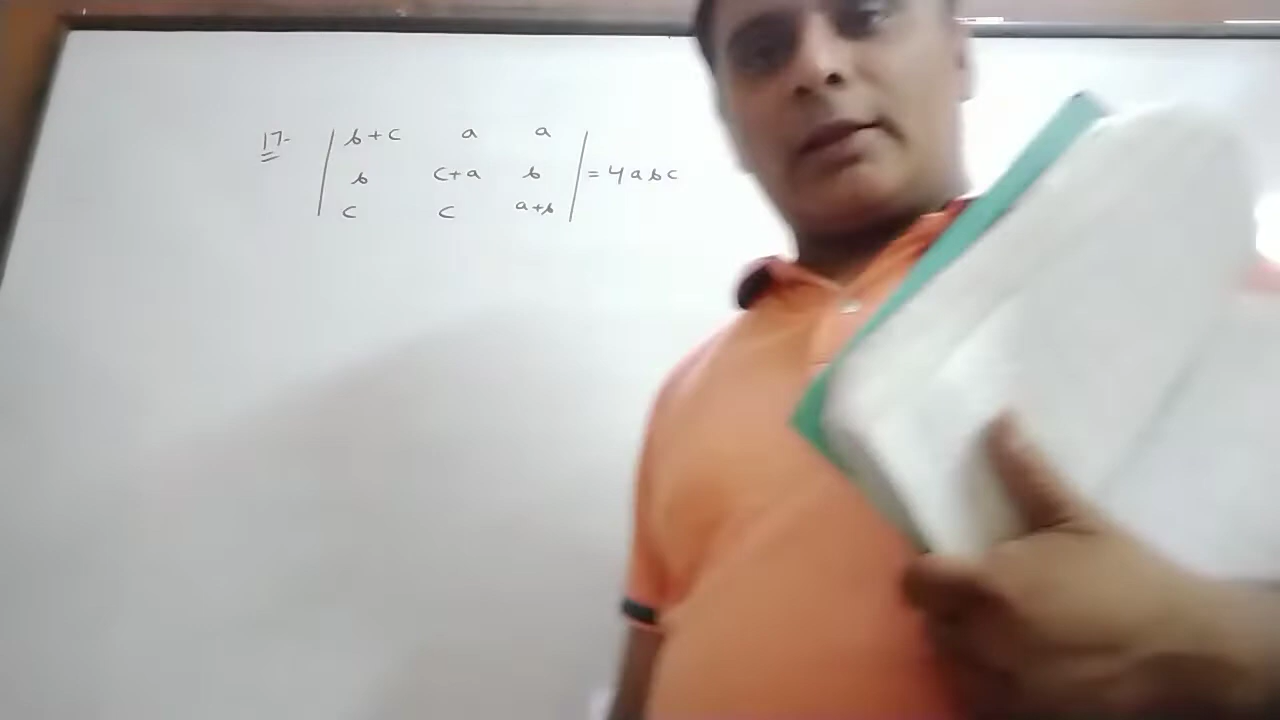 17- | b+c a a |
| b c+a b | = 4abc
| c c a+b |